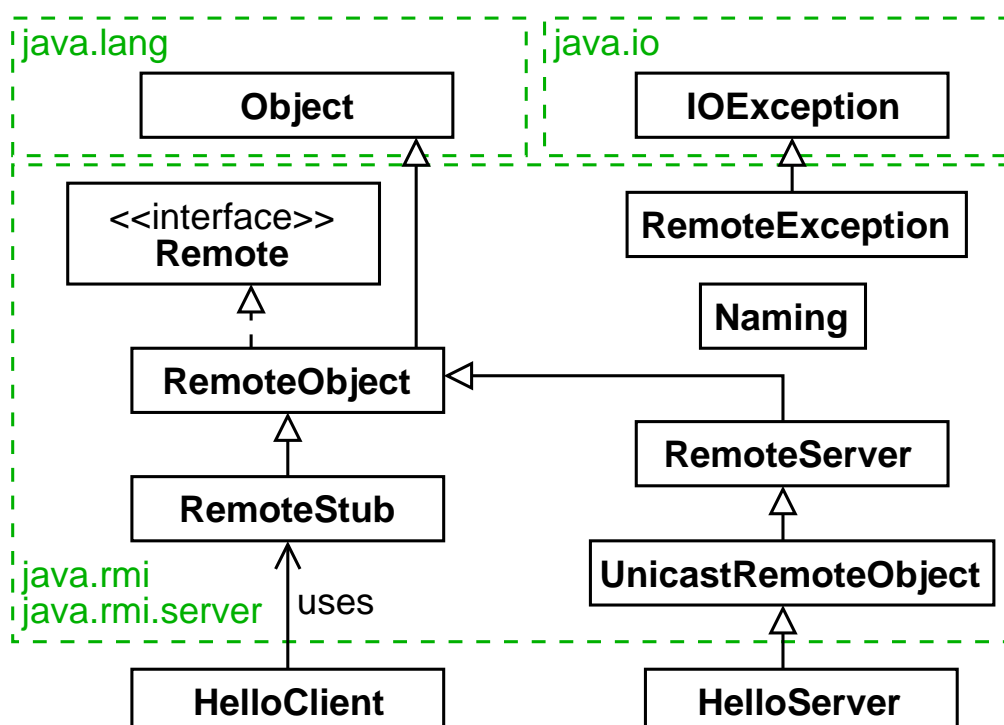 java.lang
java.io
Object
IOException
<<interface>>
Remote
RemoteException
Naming
RemoteObject
RemoteServer
RemoteStub
UnicastRemoteObject
java.rmi
java.rmi.server
uses
HelloClient
HelloServer